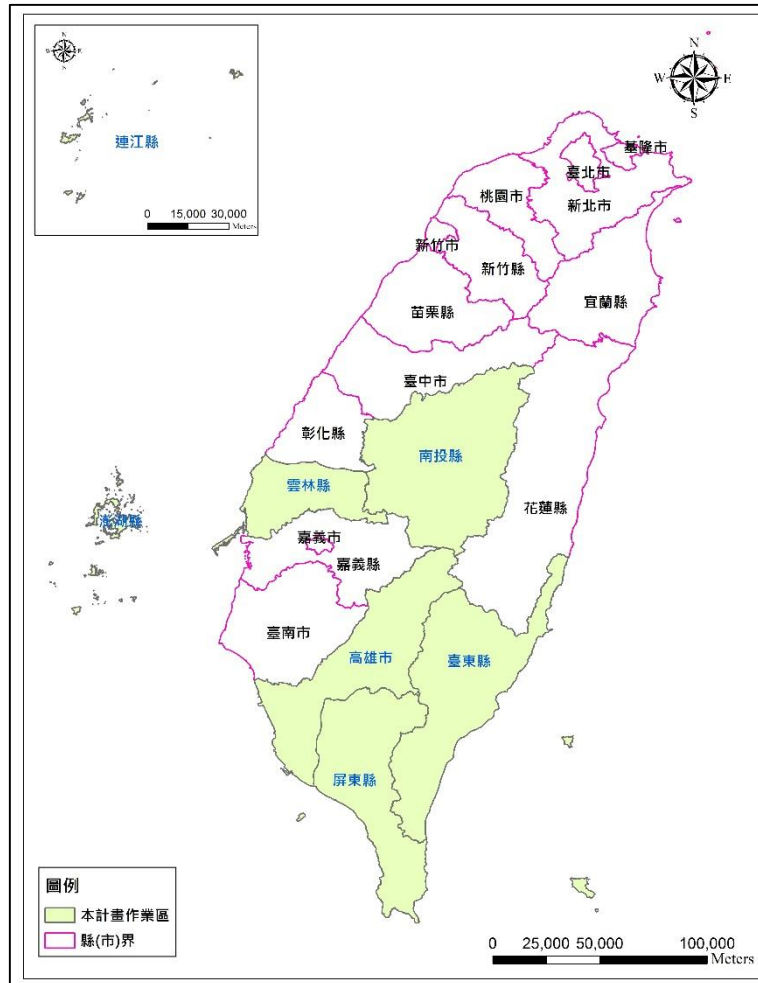 N
W E
S
連江縣
0 15,000 30,000
Meters
N
W E
S
基隆市
臺北市
桃園市
新北市
新竹市
新竹縣
苗栗縣
宜蘭縣
臺中市
彰化縣
南投縣
雲林縣
花蓮縣
澎湖縣
嘉義市
嘉義縣
臺南市
高雄市
臺東縣
屏東縣
圖例
本計畫作業區
縣(市)界
0 25,000 50,000 100,000
Meters